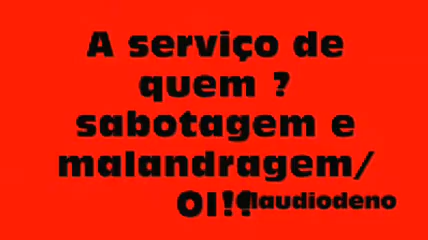 A serviço de
quem ?
sabotagem e
malandragem/
OI!!
claudiodeno